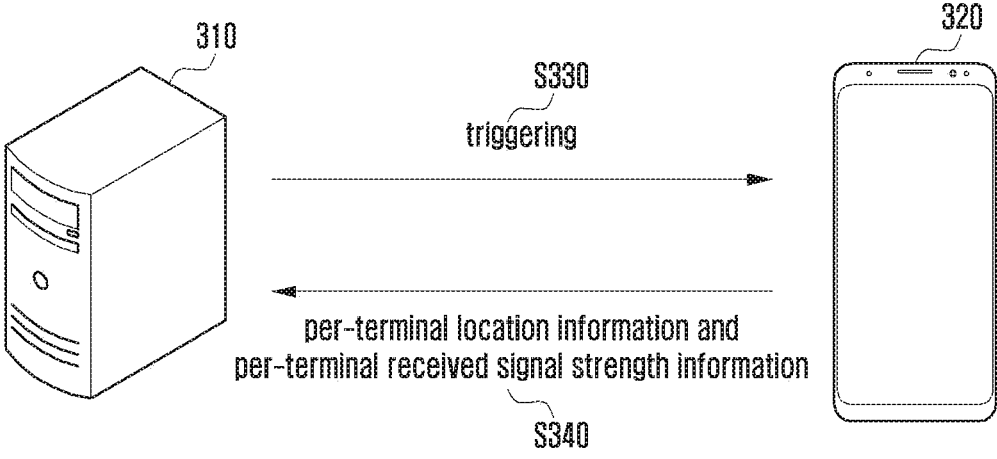 310
320
S330
triggering
per-terminal location information and
per-terminal received signal strength information
S340